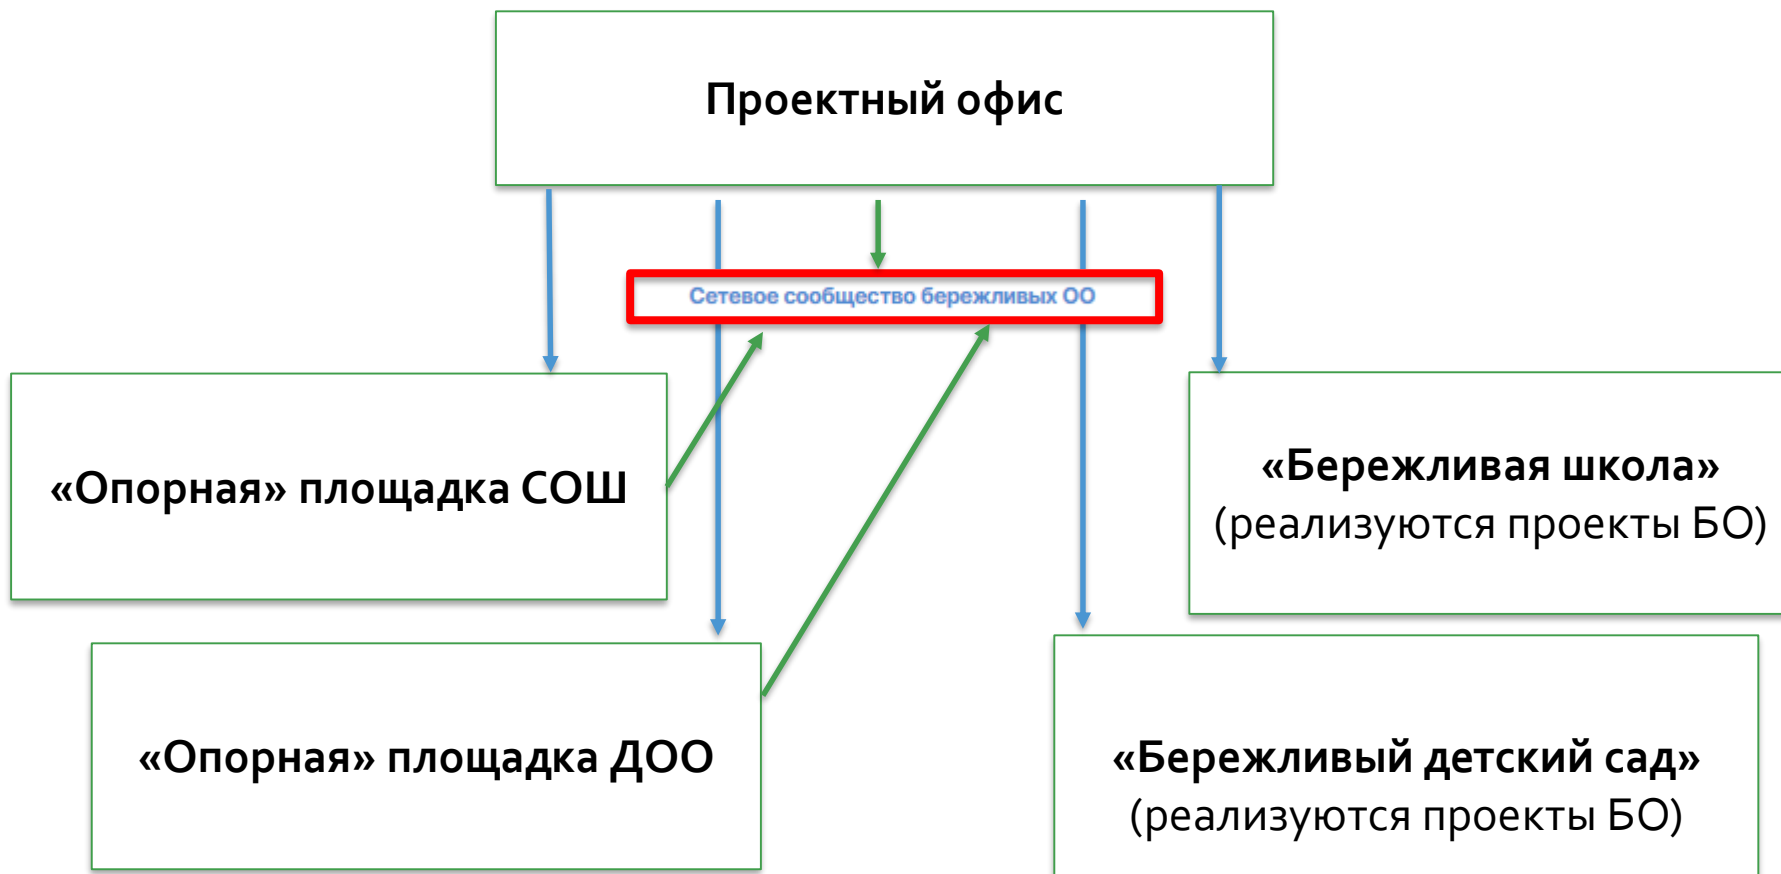 Проектный офис
Сетевое сообщество бережливых ОО
«Опорная» площадка СОШ
«Бережливая школа»
(реализуются проекты БО)
«Опорная» площадка ДОО
«Бережливый детский сад»
(реализуются проекты БО)